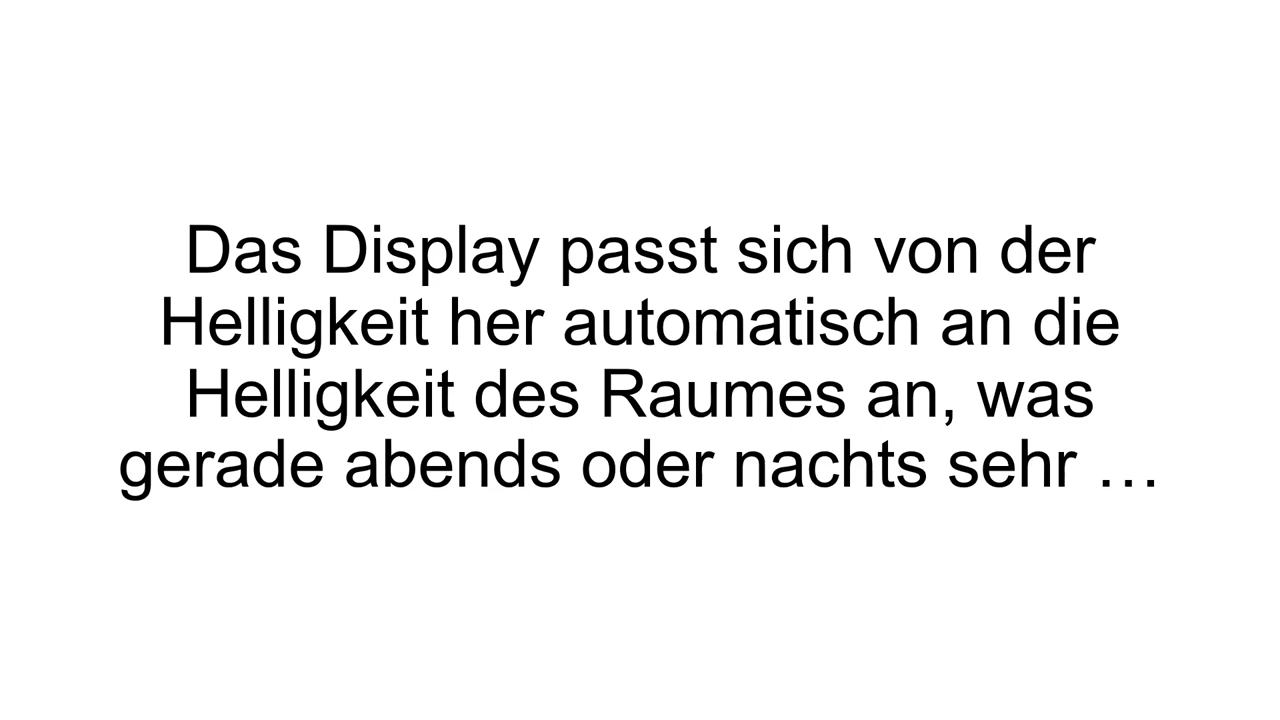 Das Display passt sich von der
Helligkeit her automatisch an die
Helligkeit des Raumes an, was
gerade abends oder nachts sehr …